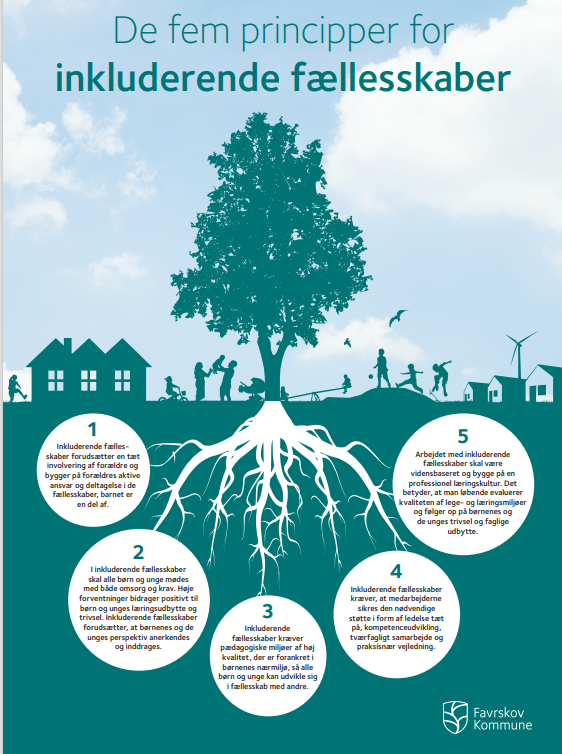 De fem principper for
inkluderende fællesskaber
1
Inkluderende fælles-
skaber forudsætter en tæt
involvering af forældre og
bygger på forældres aktive
ansvar og deltagelse i de
fællesskaber, barnet er
en del af.
2
I inkluderende fællesskaber
skal alle børn og unge mødes
med både omsorg og krav. Høje
forventninger bidrager positivt til
børn og unges læringsudbytte og
trivsel. Inkluderende fællesskaber
forudsætter, at børnenes og de
unges perspektiv anerkendes
og inddrages.
3
Inkluderende
fællesskaber kræver
pædagogiske miljøer af høj
kvalitet, der er forankret i
børnenes nærmiljø, så alle
børn og unge kan udvikle sig
i fællesskab med andre.
4
Inkluderende fællesskaber
kræver, at medarbejderne
sikres den nødvendige
støtte i form af ledelse tæt
på, kompetenceudvikling,
tværfagligt samarbejde og
praksisnær vejledning.
5
Arbejdet med inkluderende
fællesskaber skal være
vidensbaseret og bygge på en
professionel læringskultur. Det
betyder, at man løbende evaluerer
kvaliteten af lege- og læringsmiljøer
og følger op på børnenes og
de unges trivsel og faglige
udbytte.
Favrskov
Kommune